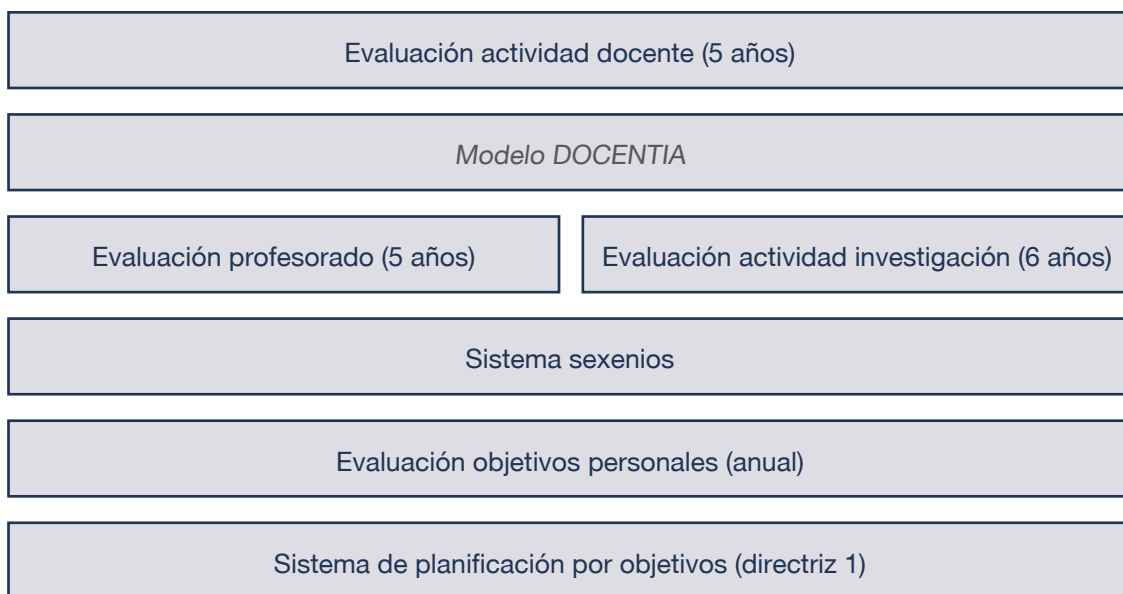 Evaluación actividad docente (5 años)
Modelo DOCENTIA
Evaluación profesorado (5 años)
Evaluación actividad investigación (6 años)
Sistema sexenios
Evaluación objetivos personales (anual)
Sistema de planificación por objetivos (directriz 1)